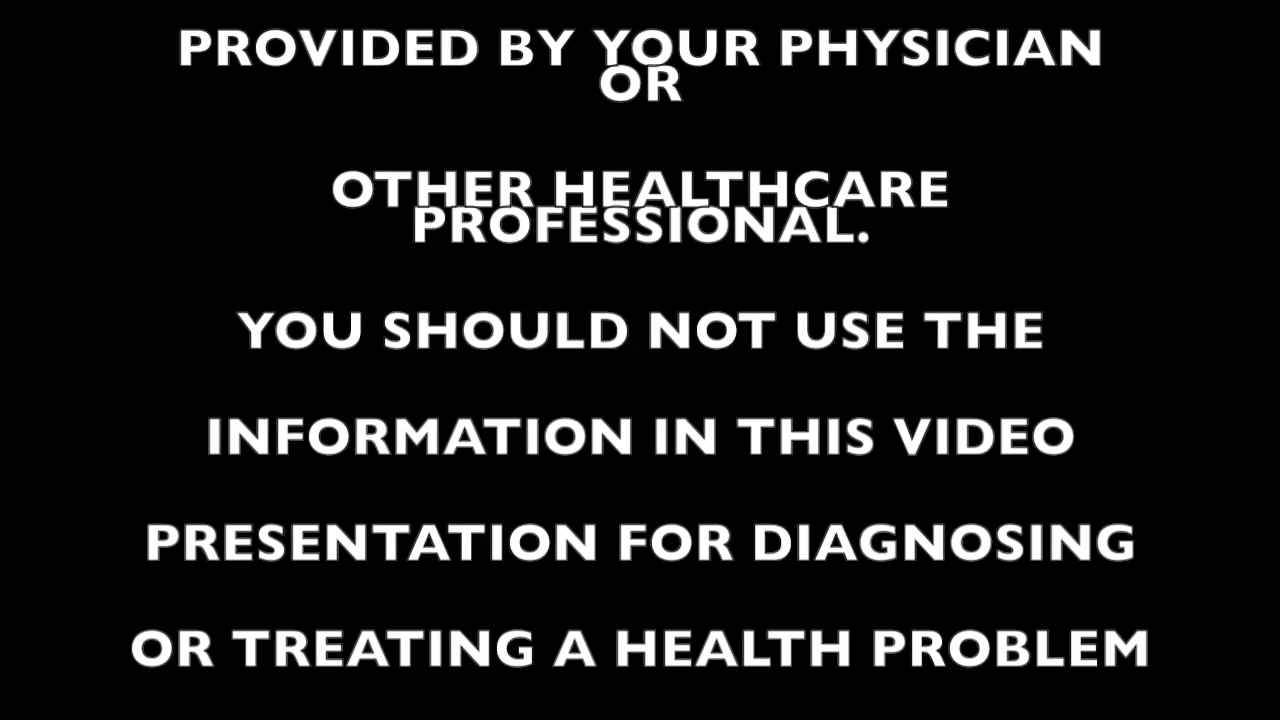 PROVIDED BY YOUR PHYSICIAN
OR
OTHER HEALTHCARE
PROFESSIONAL.
YOU SHOULD NOT USE THE
INFORMATION IN THIS VIDEO
PRESENTATION FOR DIAGNOSING
OR TREATING A HEALTH PROBLEM